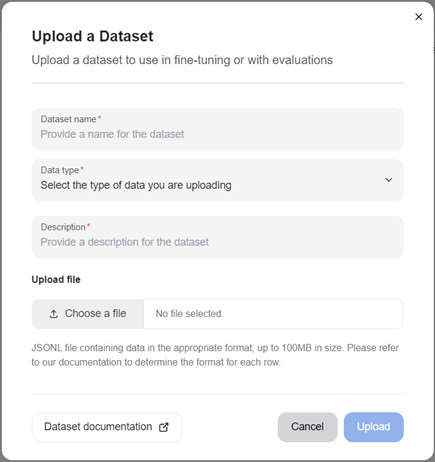 Upload a Dataset
Upload a dataset to use in fine-tuning or with evaluations
Dataset name*
Provide a name for the dataset
Data type*
Select the type of data you are uploading
Description*
Provide a description for the dataset
Upload file
Choose a file No file selected.
JSONL file containing data in the appropriate format, up to 100MB in size. Please refer
to our documentation to determine the format for each row.
Dataset documentation Cancel Upload